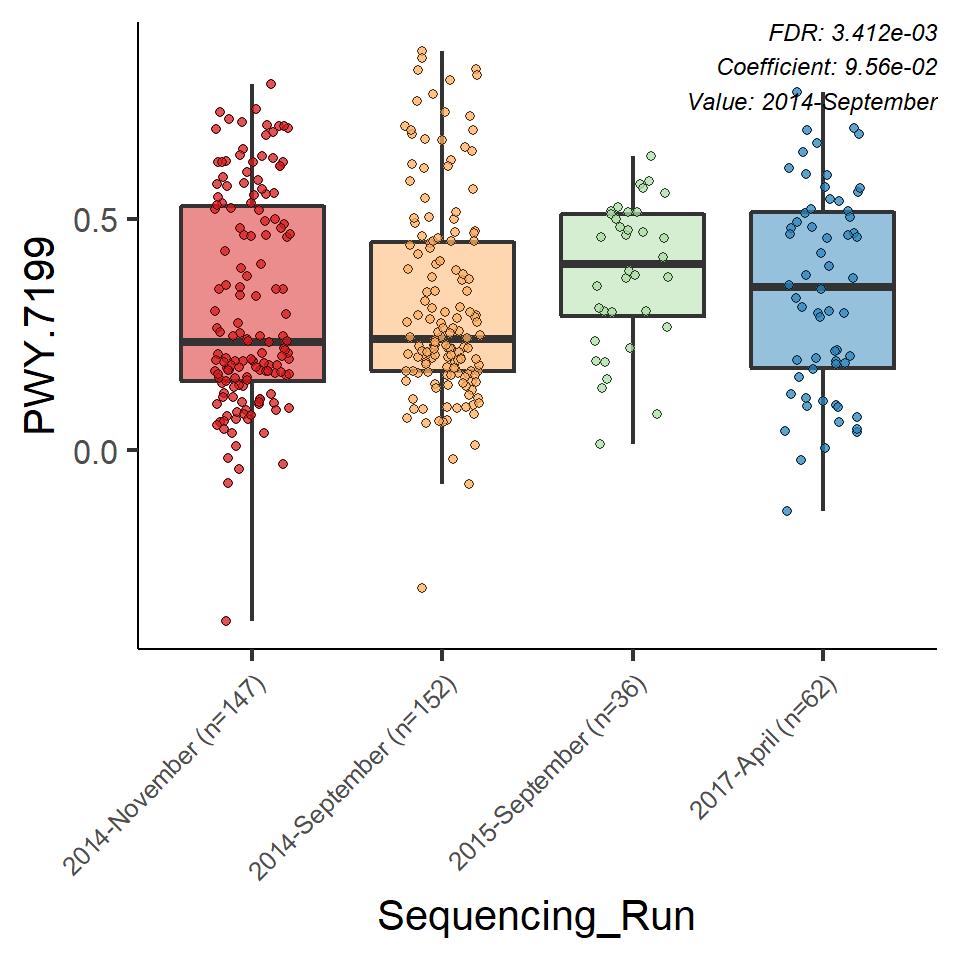 FDR: 3.412e-03
Coefficient: 9.56e-02
Value: 2014-September
PWY.7199
0.5
0.0
2014-November (n=147)
2014-September (n=152)
2015-September (n=36)
2017-April (n=62)
Sequencing_Run